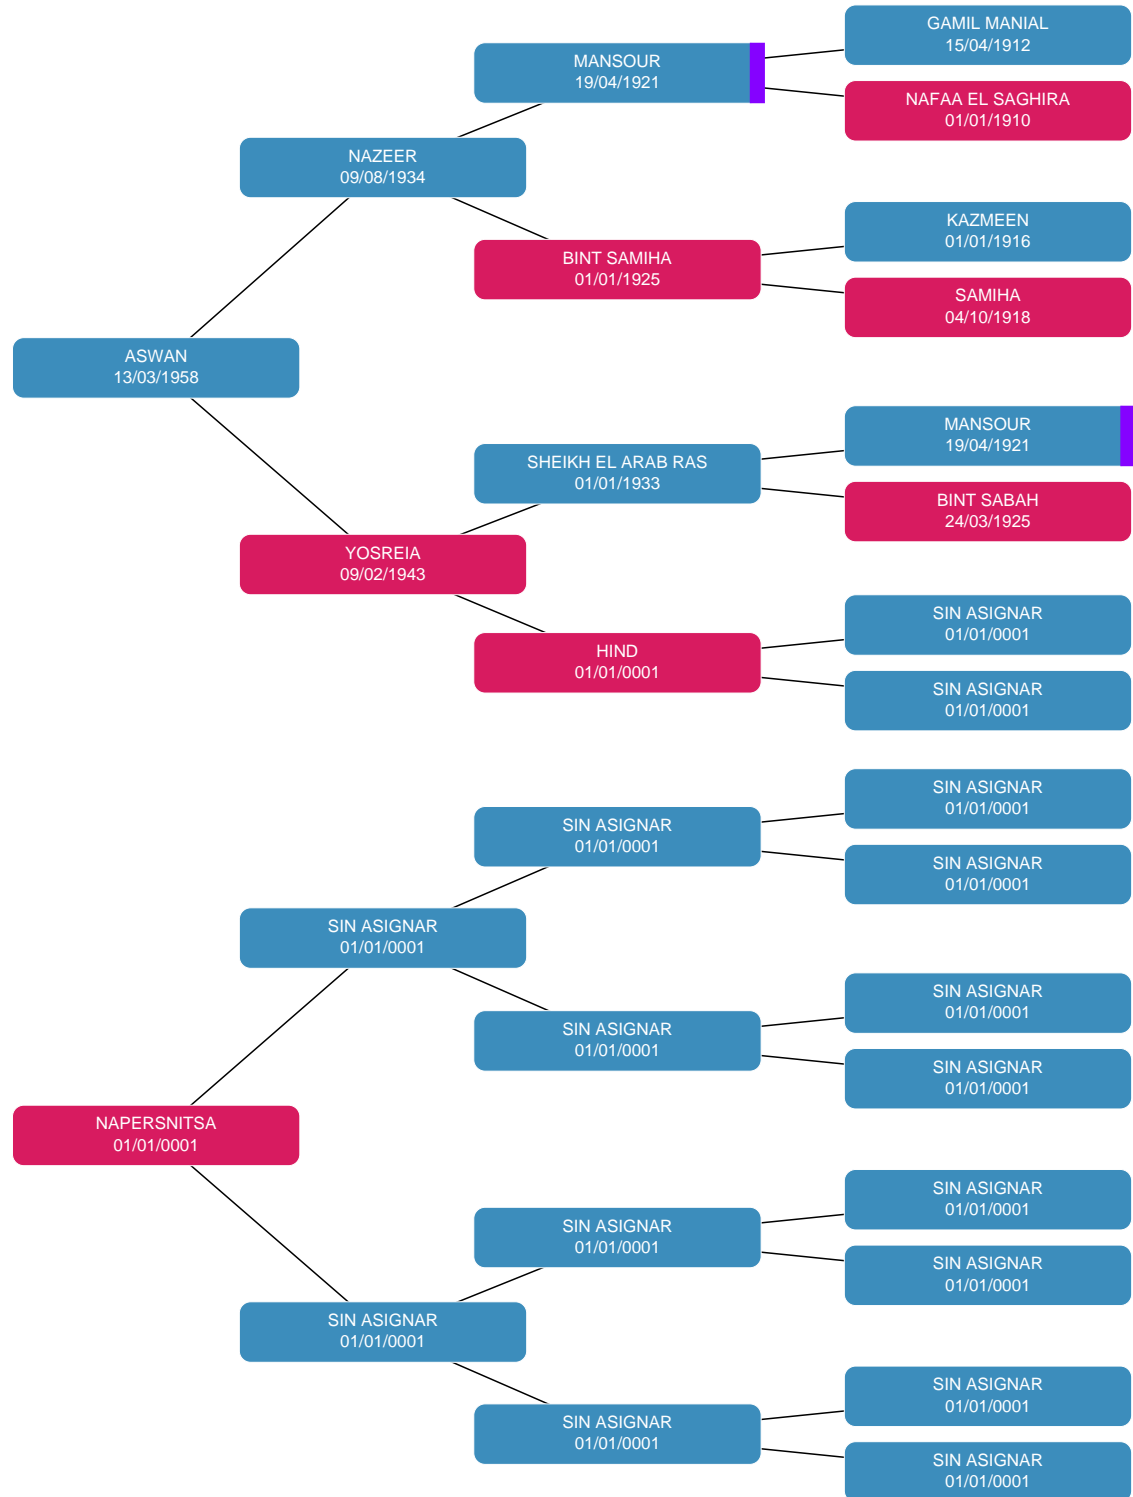 GAMIL MANIAL
15/04/1912
MANSOUR
19/04/1921
NAFAA EL SAGHIRA
01/01/1910
NAZEER
09/08/1934
KAZMEEN
01/01/1916
BINT SAMIHA
01/01/1925
SAMIHA
04/10/1918
ASWAN
13/03/1958
MANSOUR
19/04/1921
SHEIKH EL ARAB RAS
01/01/1933
BINT SABAH
24/03/1925
YOSREIA
09/02/1943
SIN ASIGNAR
01/01/0001
HIND
01/01/0001
SIN ASIGNAR
01/01/0001
SIN ASIGNAR
01/01/0001
SIN ASIGNAR
01/01/0001
SIN ASIGNAR
01/01/0001
SIN ASIGNAR
01/01/0001
SIN ASIGNAR
01/01/0001
SIN ASIGNAR
01/01/0001
SIN ASIGNAR
01/01/0001
NAPERSNITSA
01/01/0001
SIN ASIGNAR
01/01/0001
SIN ASIGNAR
01/01/0001
SIN ASIGNAR
01/01/0001
SIN ASIGNAR
01/01/0001
SIN ASIGNAR
01/01/0001
SIN ASIGNAR
01/01/0001
SIN ASIGNAR
01/01/0001